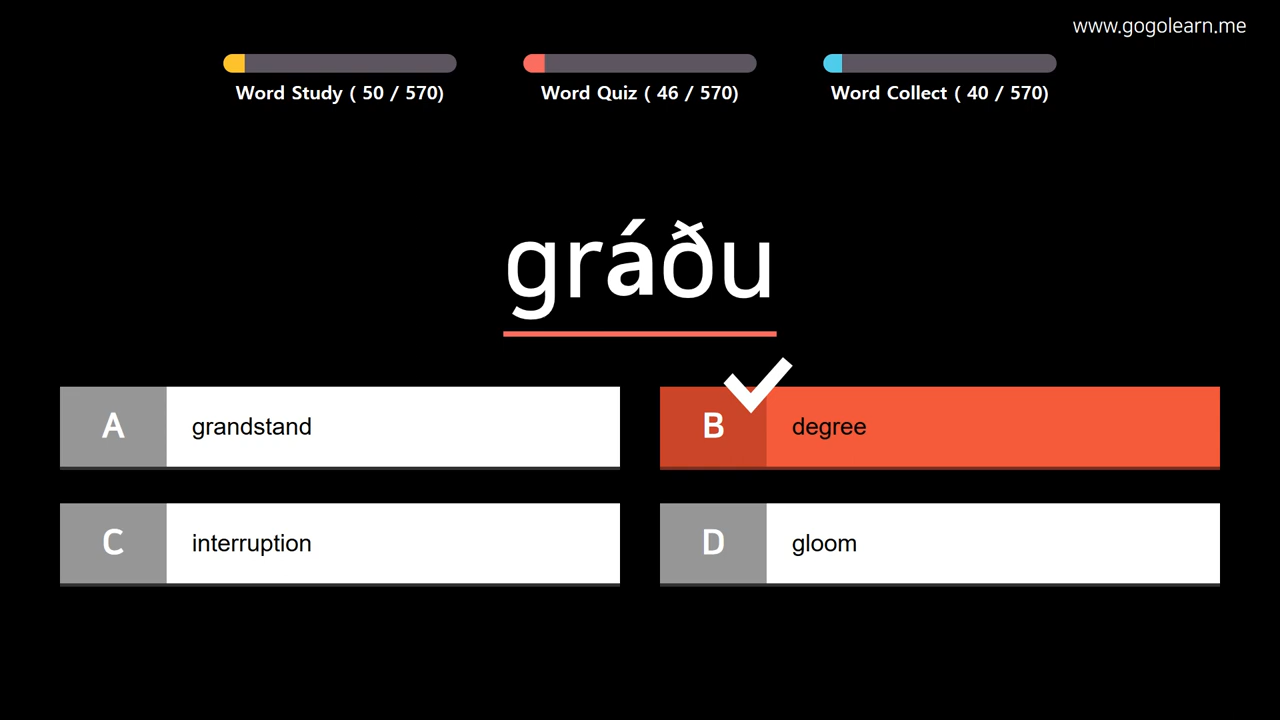 www.gogolearn.me
Word Study ( 50 / 570)
Word Quiz ( 46 / 570)
Word Collect ( 40 / 570)
gráðu
A grandstand
B degree
C interruption
D gloom